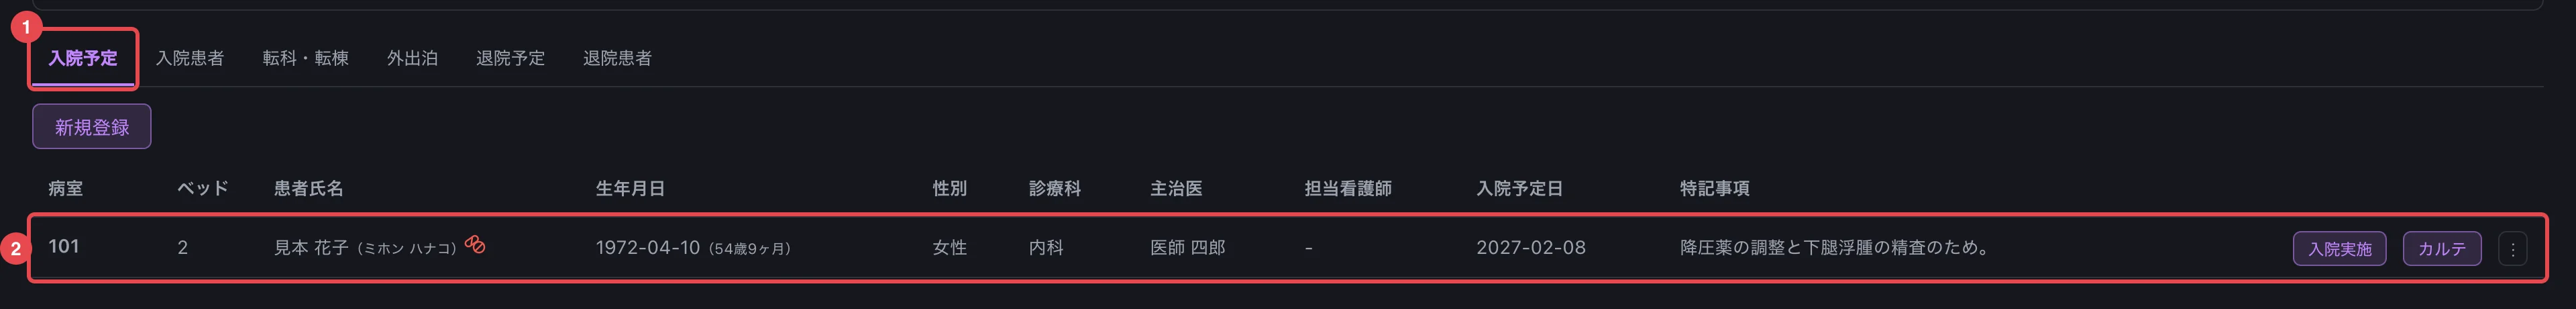 1
入院予定 入院患者 転科・転棟 外出泊 退院予定 退院患者
新規登録
病室 ベッド 患者氏名 生年月日 性別 診療科 主治医 担当看護師 入院予定日 特記事項
2 101 2 見本 花子（ミホン ハナコ） 1972-04-10（54歳9ヶ月） 女性 内科 医師 四郎 - 2027-02-08 降圧薬の調整と下腿浮腫の精査のため。 入院実施 カルテ ⋮